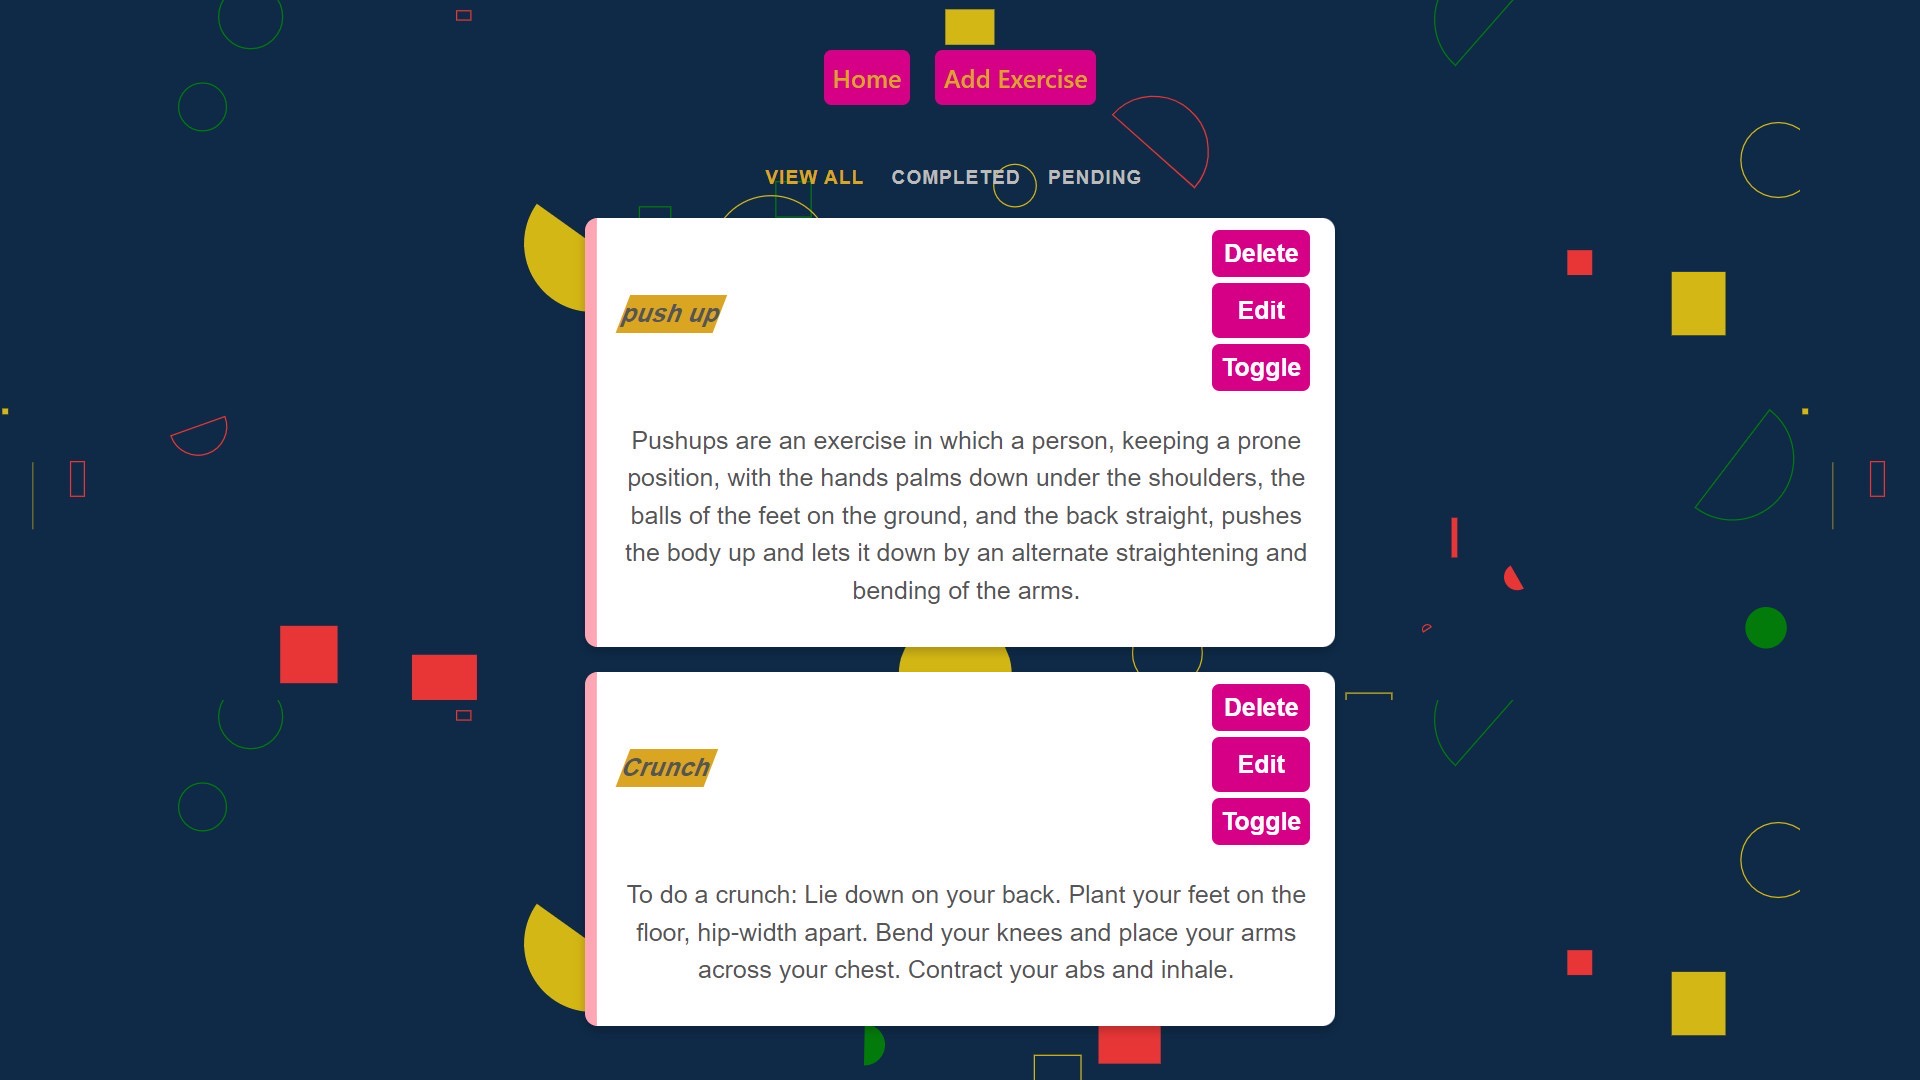 Home Add Exercise
VIEW ALL COMPLETED PENDING
Delete
push up
Edit
Toggle
Pushups are an exercise in which a person, keeping a prone
position, with the hands palms down under the shoulders, the
balls of the feet on the ground, and the back straight, pushes
the body up and lets it down by an alternate straightening and
bending of the arms.
Delete
Crunch
Edit
Toggle
To do a crunch: Lie down on your back. Plant your feet on the
floor, hip-width apart. Bend your knees and place your arms
across your chest. Contract your abs and inhale.